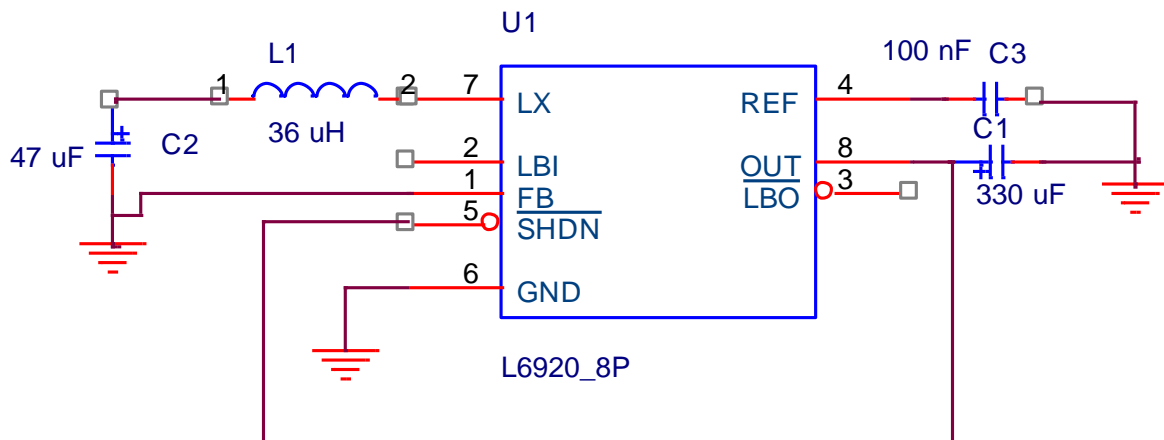 U1
L1
1
2
36 uH
C2
47 uF
7
LX
2
LBI
1
FB
5
SHDN
6
GND
REF
4
100 nF
C3
OUT
8
C1
330 uF
LBO
3
L6920_8P